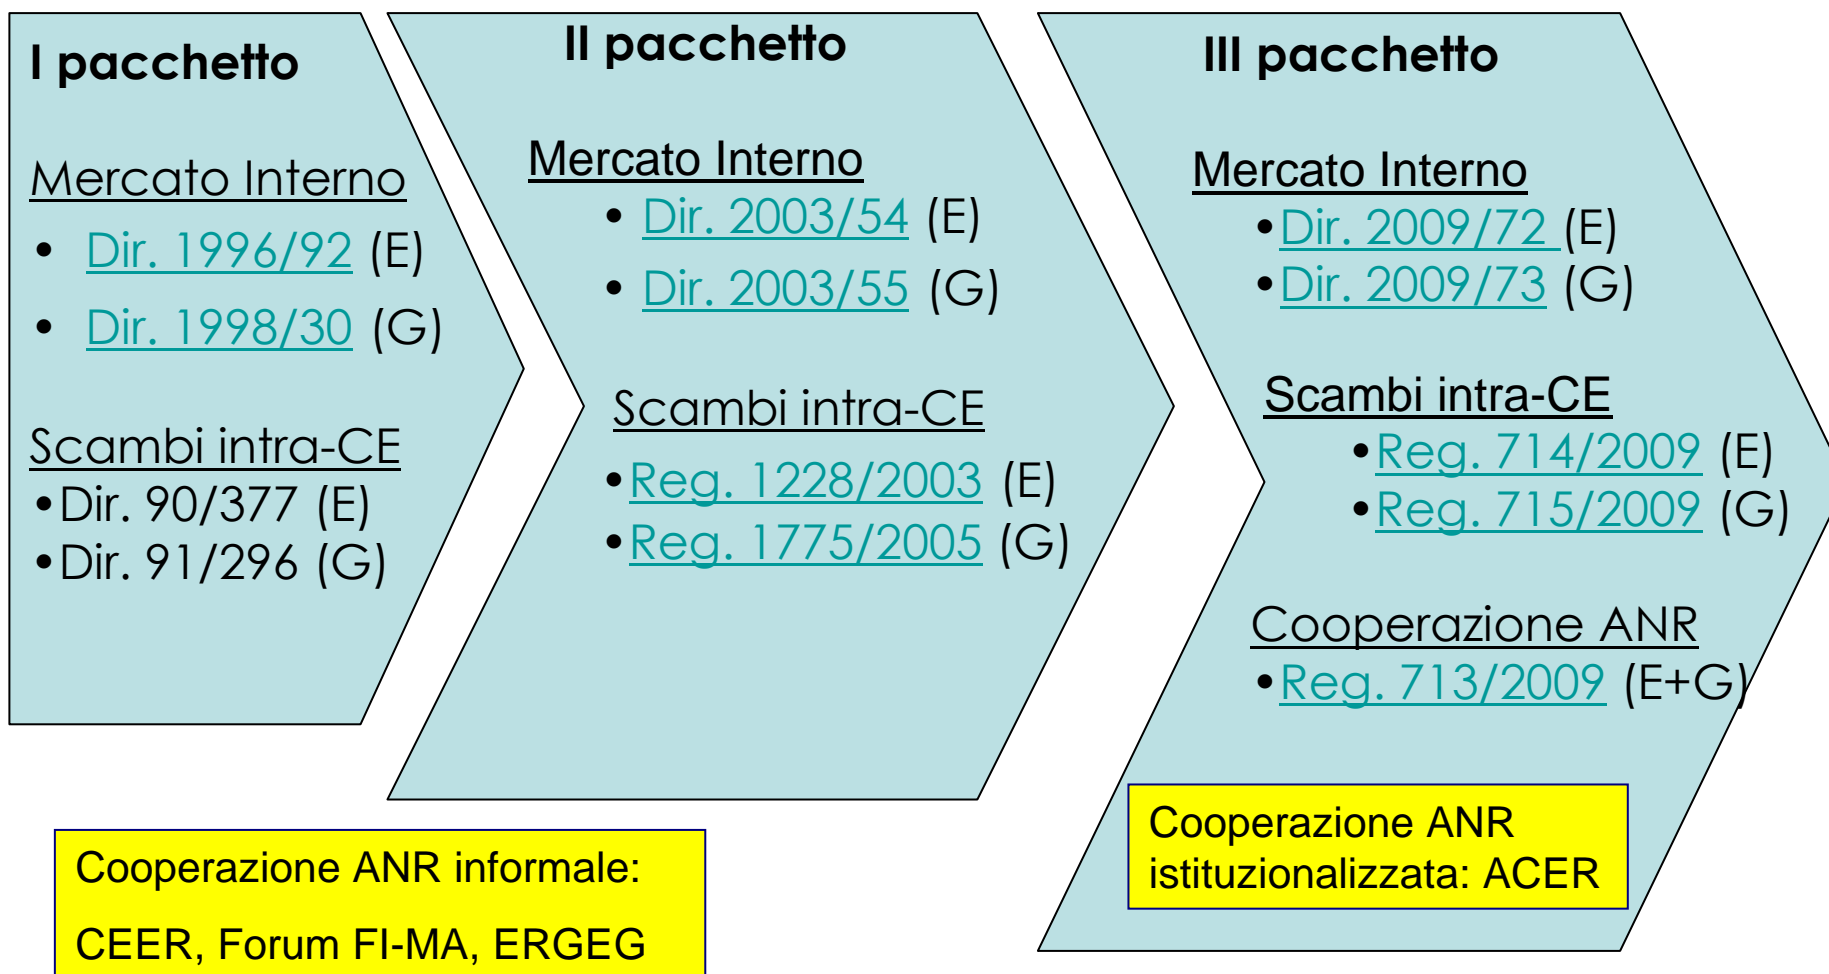 I pacchetto
Mercato Interno
• Dir. 1996/92 (E)
• Dir. 1998/30 (G)
Scambi intra-CE
•Dir. 90/377 (E)
•Dir. 91/296 (G)
II pacchetto
Mercato Interno
• Dir. 2003/54 (E)
• Dir. 2003/55 (G)
Scambi intra-CE
•Reg. 1228/2003 (E)
•Reg. 1775/2005 (G)
III pacchetto
Mercato Interno
•Dir. 2009/72 (E)
•Dir. 2009/73 (G)
Scambi intra-CE
•Reg. 714/2009 (E)
•Reg. 715/2009 (G)
Cooperazione ANR
•Reg. 713/2009 (E+G)
Cooperazione ANR informale:
CEER, Forum FI-MA, ERGEG
Cooperazione ANR
istituzionalizzata: ACER